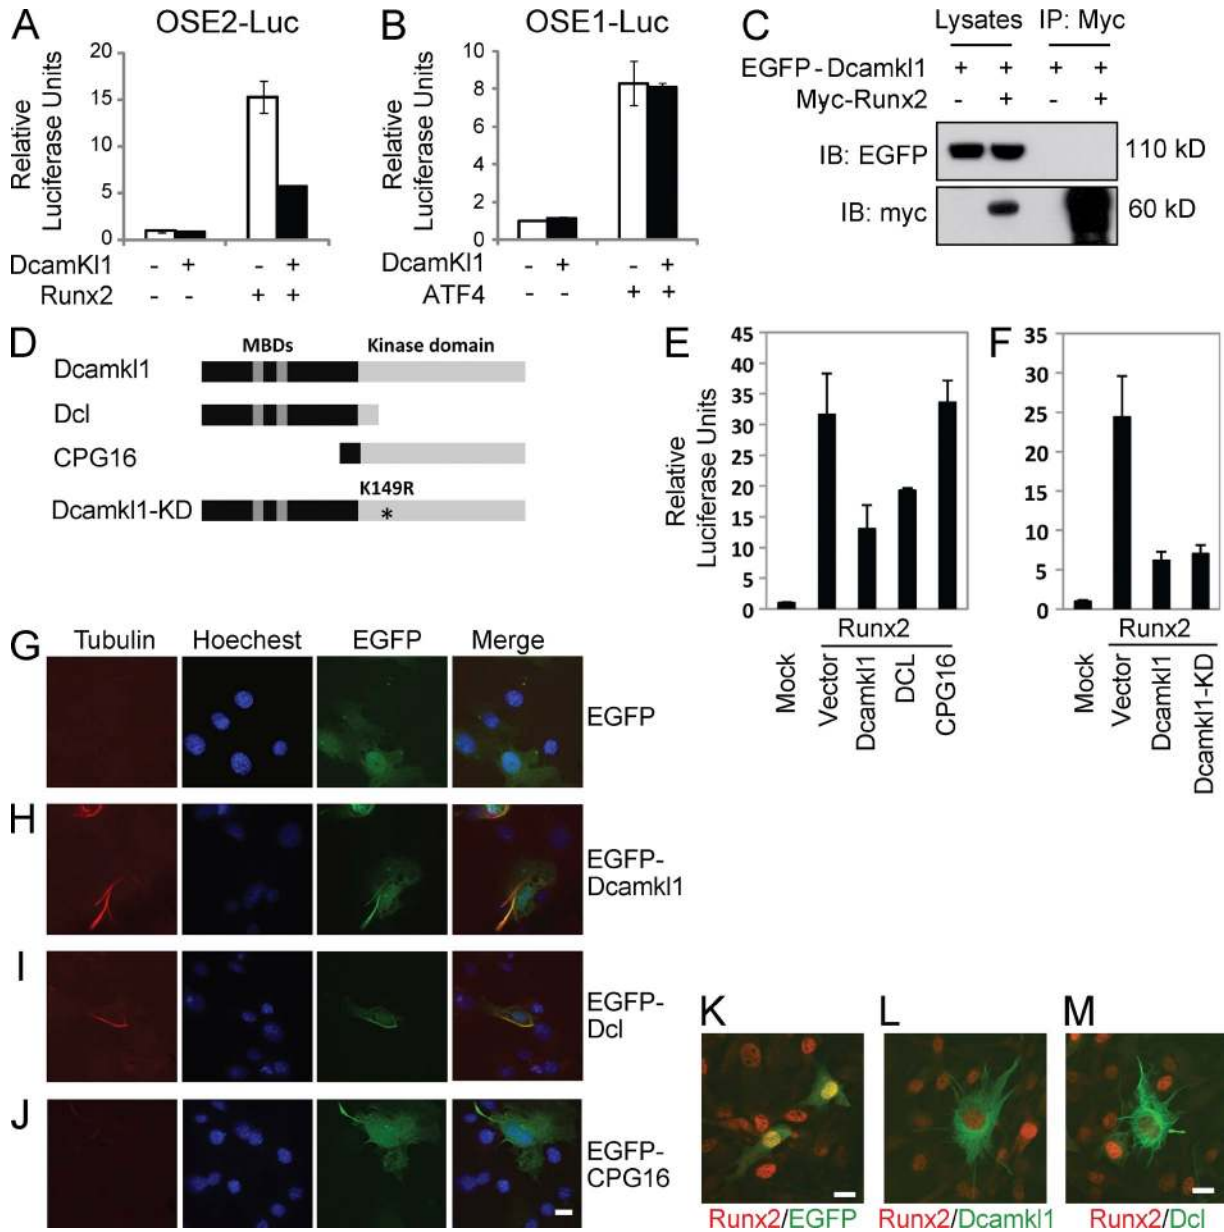 A
OSE2-Luc
Relative
Luciferase Units
20
15
10
5
0
DcamKl1 - + - +
Runx2 - - + +
B
OSE1-Luc
Relative
Luciferase Units
10
8
6
4
2
0
DcamKl1 - + - +
ATF4 - - + +
C
Lysates IP: Myc
EGFP-Dcamkl1 + + + +
Myc-Runx2 - + - +
IB: EGFP 110 kD
IB: myc 60 kD
D
MBDs Kinase domain
Dcamkl1
Dcl
CPG16
K149R
Dcamkl1-KD *
E
Relative
Luciferase Units
45
40
35
30
25
20
15
10
5
0
Runx2
Mock
Vector
Dcamkl1
DCL
CPG16
F
35
30
25
20
15
10
5
0
Runx2
Mock
Vector
Dcamkl1
Dcamkl1-KD
Tubulin Hoechest EGFP Merge
G
EGFP
H
EGFP-
Dcamkl1
I
EGFP-
Dcl
J
EGFP-
CPG16
K L M
Runx2/EGFP Runx2/Dcamkl1 Runx2/Dcl